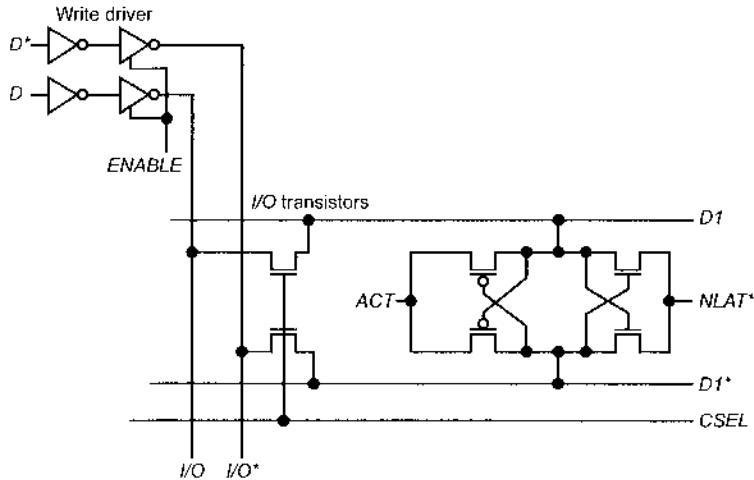 Write driver
D*
D
ENABLE
I/O transistors
D1
ACT
NLAT*
D1*
CSEL
I/O
I/O*